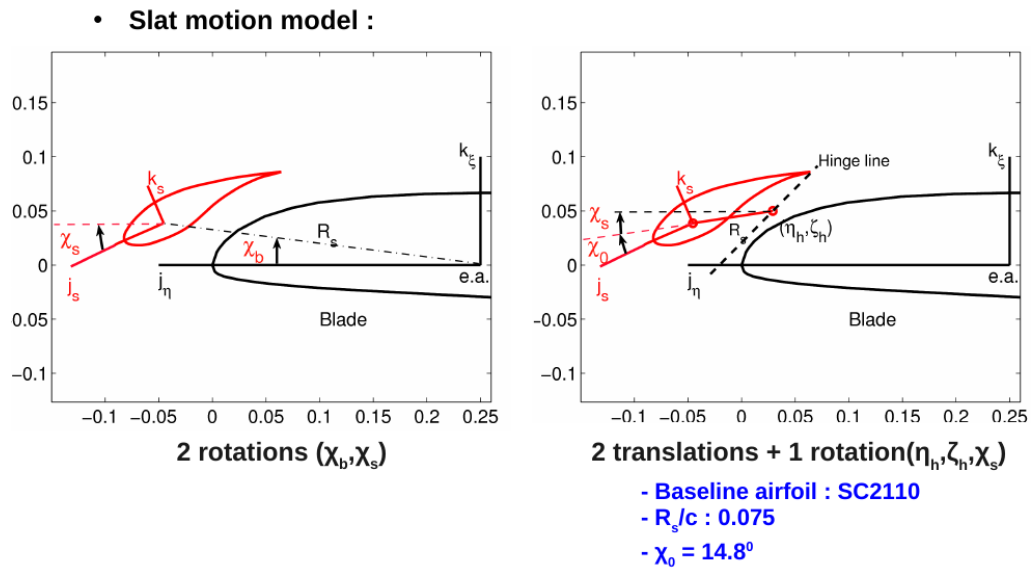 • Slat motion model :
0.15
0.1
0.05
0
0.05
−0.1
−0.1
−0.05
0
0.05
0.1
0.15
0.2
0.25
k_ξ
k_s
χ_s
R_s
χ_b
j_s
j_η
e.a.
Blade
2 rotations (χ_b,χ_s)
0.15
0.1
0.05
0
−0.05
−0.1
−0.1
−0.05
0
0.05
0.1
0.15
0.2
0.25
k_ξ
Hinge line
k_s
χ_s
R_s
(η_h,ζ_h)
χ_0
j_s
j_η
e.a.
Blade
2 translations + 1 rotation(η_h,ζ_h,χ_s)
- Baseline airfoil : SC2110
- R_s/c : 0.075
- χ_0 = 14.8⁰